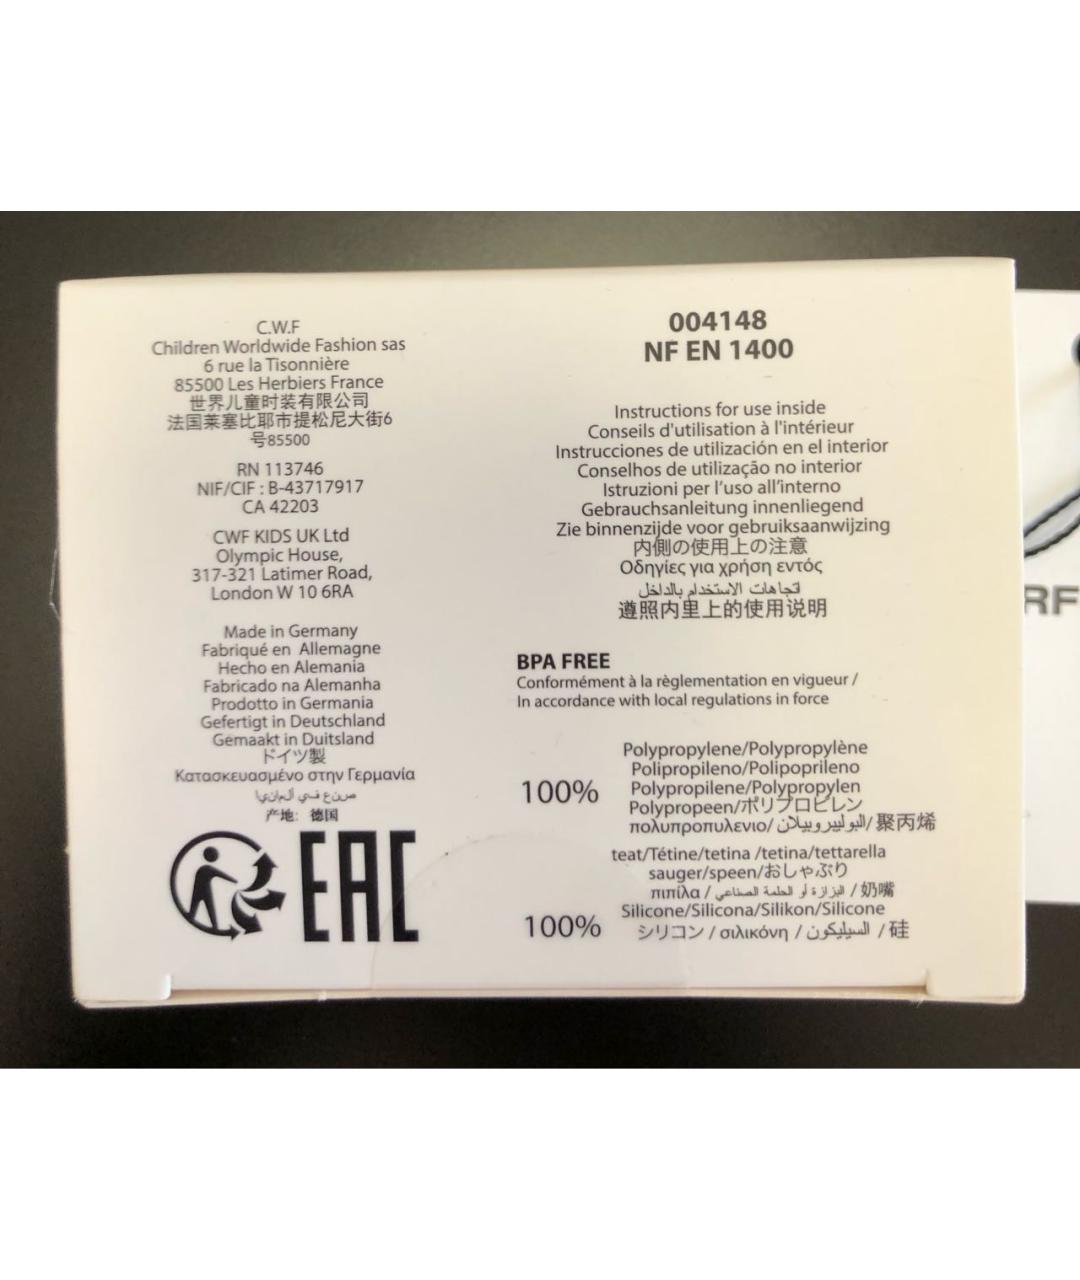 C.W.F
Children Worldwide Fashion sas
6 rue la Tisonnière
85500 Les Herbiers France
世界儿童时装有限公司
法国莱塞比耶市提松尼大街6
号85500
RN 113746
NIF/CIF : B-43717917
CA 42203
CWF KIDS UK Ltd
Olympic House,
317-321 Latimer Road,
London W 10 6RA
Made in Germany
Fabriqué en Allemagne
Hecho en Alemania
Fabricado na Alemanha
Prodotto in Germania
Gefertigt in Deutschland
Gemaakt in Duitsland
ドイツ製
Κατασκευασμένο στην Γερμανία
صنع في ألمانيا
产地: 德国
EAC
004148
NF EN 1400
Instructions for use inside
Conseils d'utilisation à l'intérieur
Instrucciones de utilización en el interior
Conselhos de utilização no interior
Istruzioni per l'uso all'interno
Gebrauchsanleitung innenliegend
Zie binnenzijde voor gebruiksaanwijzing
内側の使用上の注意
Οδηγίες για χρήση εντός
اتجاهات الاستخدام بالداخل
遵照内里上的使用说明
BPA FREE
Conformément à la règlementation en vigueur /
In accordance with local regulations in force
Polypropylene/Polypropylène
Polipropileno/Polipoprileno
100% Polypropilene/Polypropylen
Polypropeen/ポリプロピレン
πολυπροπυλενιο/ البوليبروبيلان/ 聚丙烯
teat/Tétine/tetina /tetina/tettarella
sauger/speen/おしゃぶり
πιπίλα / البزازة أو الحلمة الصناعي / 奶嘴
Silicone/Silicona/Silikon/Silicone
100% シリコン / σιλικόνη / السيليكون / 硅
RF